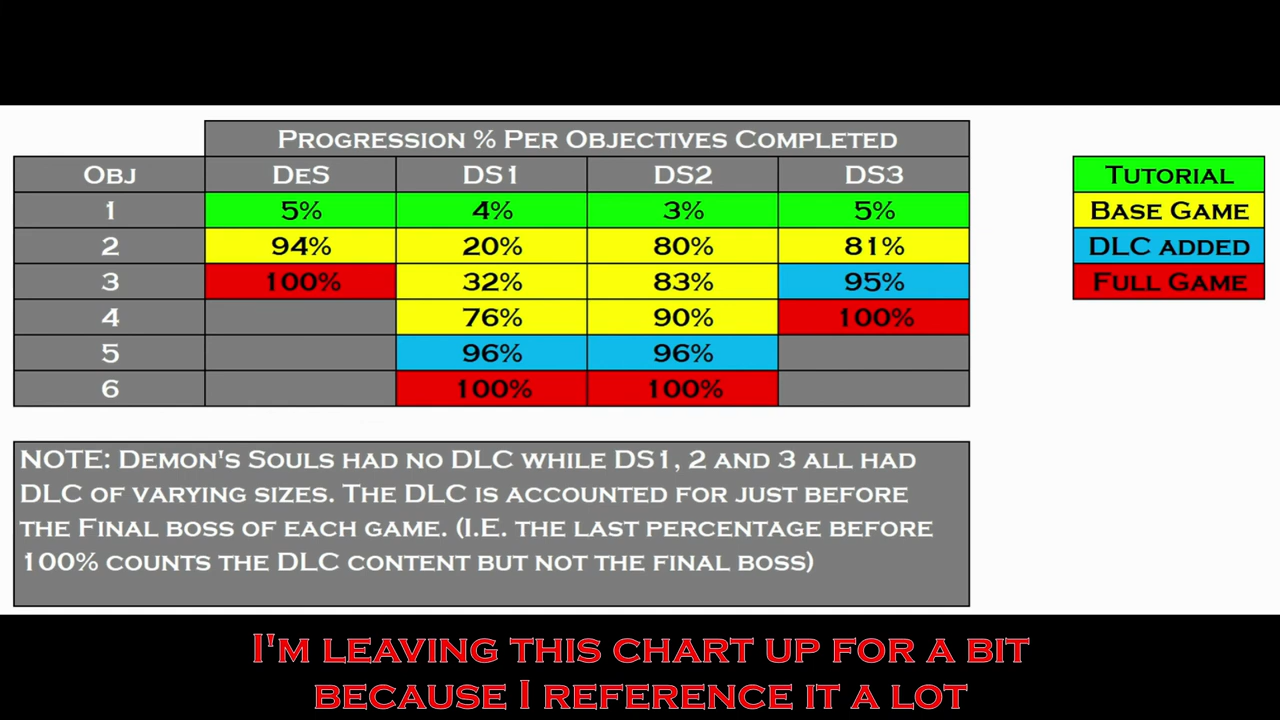 Progression % Per Objectives Completed
Obj DeS DS1 DS2 DS3 Tutorial
1 5% 4% 3% 5% Base Game
2 94% 20% 80% 81% DLC added
3 100% 32% 83% 95% Full Game
4 76% 90% 100%
5 96% 96%
6 100% 100%
NOTE: Demon's Souls had no DLC while DS1, 2 and 3 all had
DLC of varying sizes. The DLC is accounted for just before
the Final boss of each game. (I.E. the last percentage before
100% counts the DLC content but not the final boss)
I'm leaving this chart up for a bit
because I reference it a lot